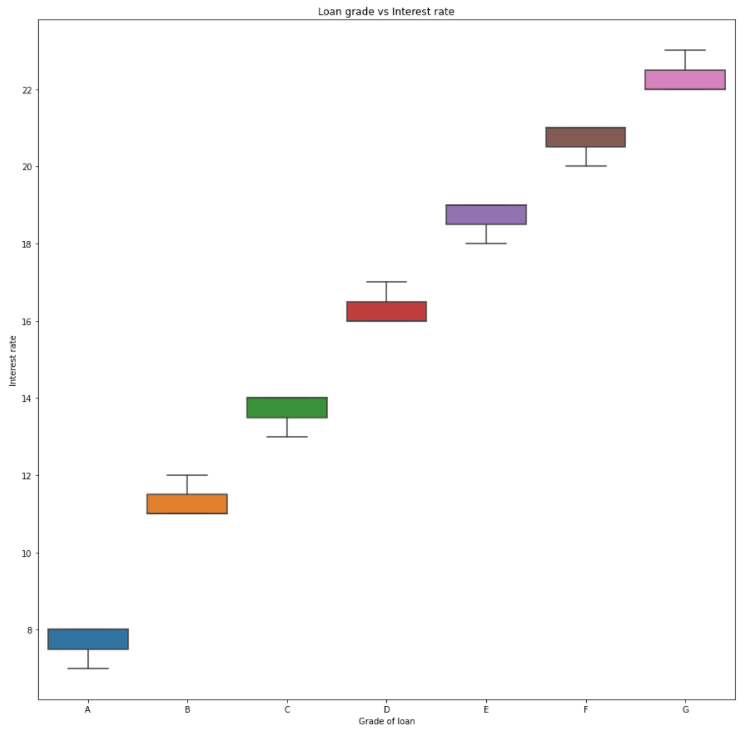 Loan grade vs Interest rate
Interest rate
22
20
18
16
14
12
10
8
A B C D E F G
Grade of loan